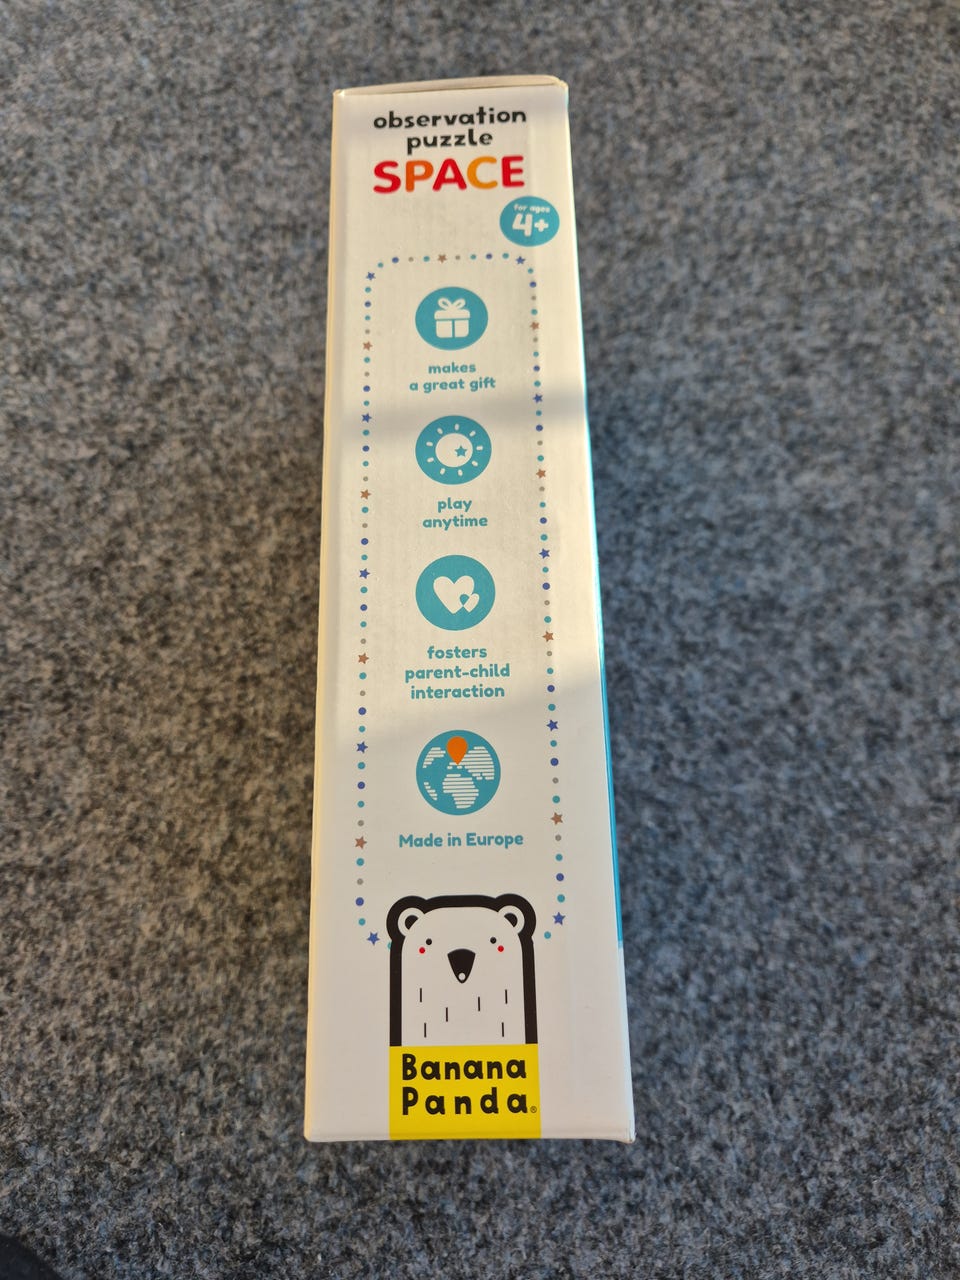 observation
puzzle
SPACE
for ages
4+
makes
a great gift
play
anytime
fosters
parent-child
interaction
Made in Europe
Banana
Panda®